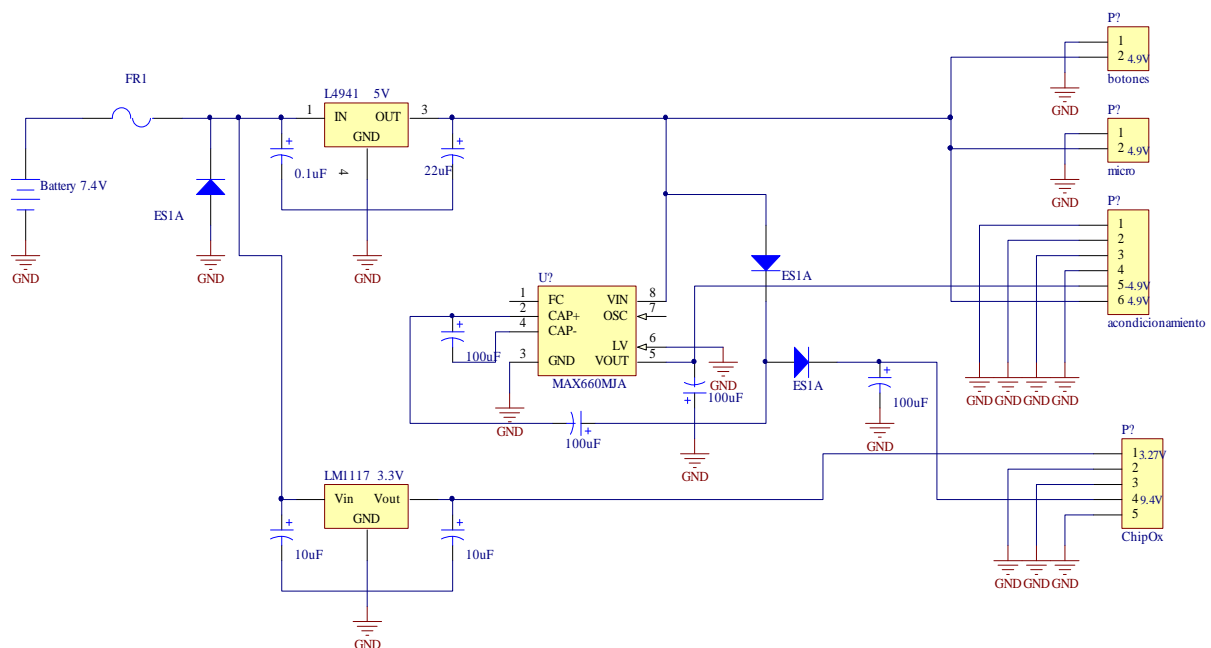 P?
1
2 4.9V
botones
GND
FR1
L4941 5V
1 IN OUT 3
GND
4
0.1uF
22uF
Battery 7.4V
ES1A
GND
GND
GND
P?
1
2 4.9V
micro
GND
P?
1
2
3
4
5 -4.9V
6 4.9V
acondicionamiento
GND GND GND GND
U?
1 FC VIN 8
2 CAP+ OSC 7
4 CAP-
LV 6
3 GND VOUT 5
MAX660MJA
100uF
ES1A
GND
ES1A
100uF
100uF
GND
GND
GND
100uF
P?
1 3.27V
2
3
4 9.4V
5
ChipOx
GND GND GND
LM1117 3.3V
Vin Vout
GND
10uF
10uF
GND